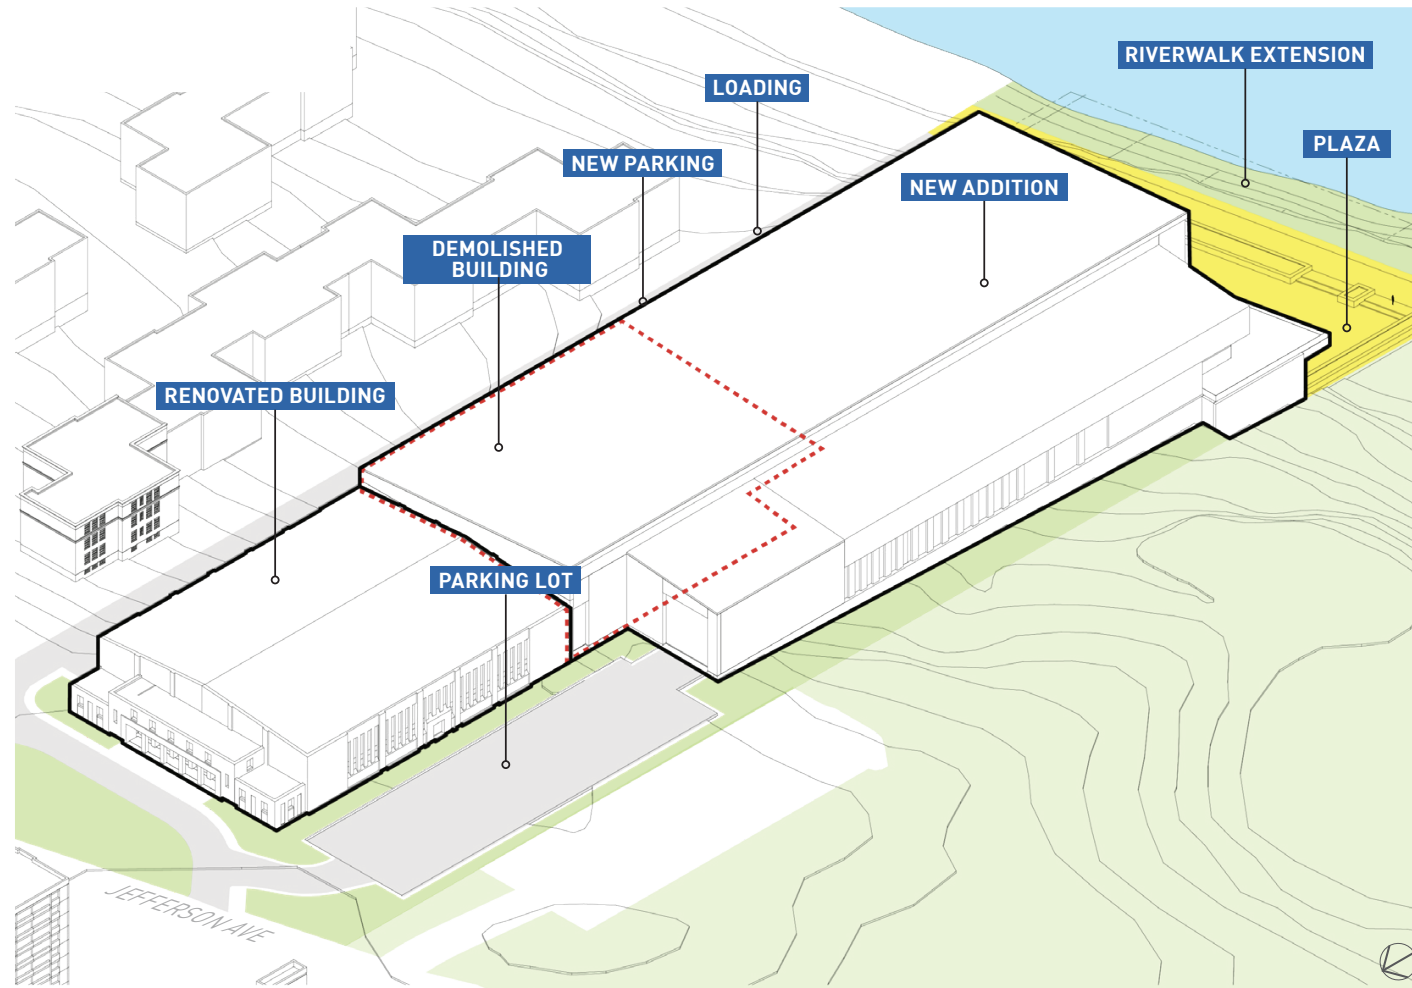 RIVERWALK EXTENSION
LOADING
PLAZA
NEW PARKING
NEW ADDITION
DEMOLISHED
BUILDING
RENOVATED BUILDING
PARKING LOT
JEFFERSON AVE